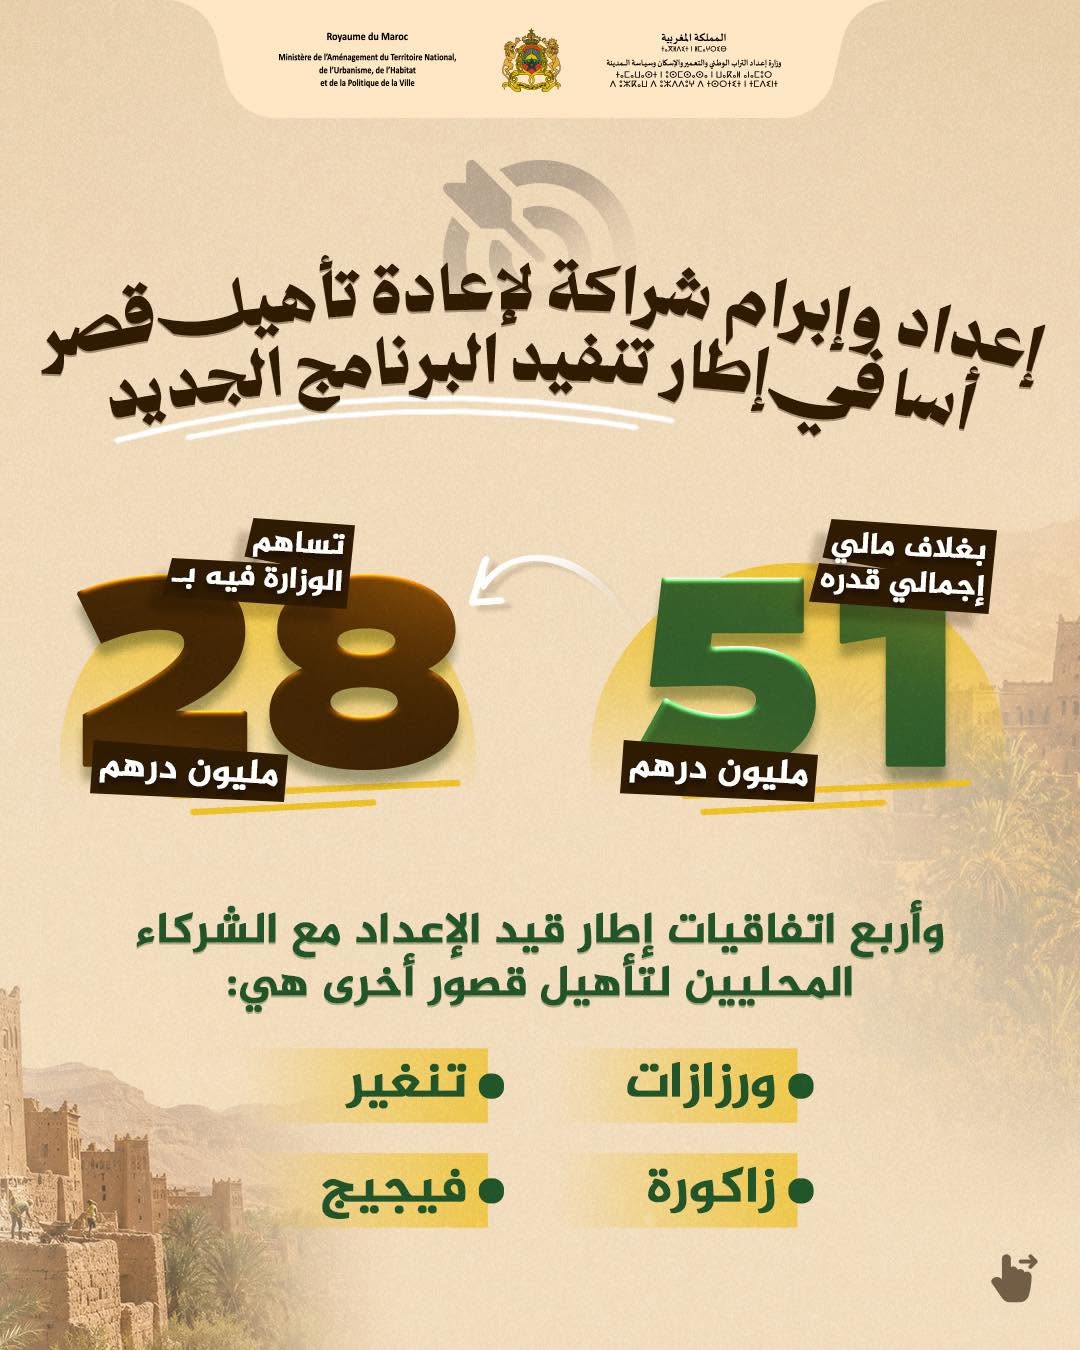 Royaume du Maroc
Ministère de l'Aménagement du Territoire National,
de l'Urbanisme, de l'Habitat
et de la Politique de la Ville
المملكة المغربية
ⵜⴰⴳⵍⴷⵉⵜ ⵏ ⵍⵎⵖⵔⵉⴱ
وزارة إعداد التراب الوطني والتعمير والإسكان وسياسة المدينة
إعداد وإبرام شراكة لإعادة تأهيل قصر
أسا في إطار تنفيد البرنامج الجديد
بغلاف مالي
إجمالي قدره
51
مليون درهم
تساهم
الوزارة فيه بـ
28
مليون درهم
وأربع اتفاقيات إطار قيد الإعداد مع الشركاء
المحليين لتأهيل قصور أخرى هي:
ورزازات
تنغير
زاكورة
فيجيج